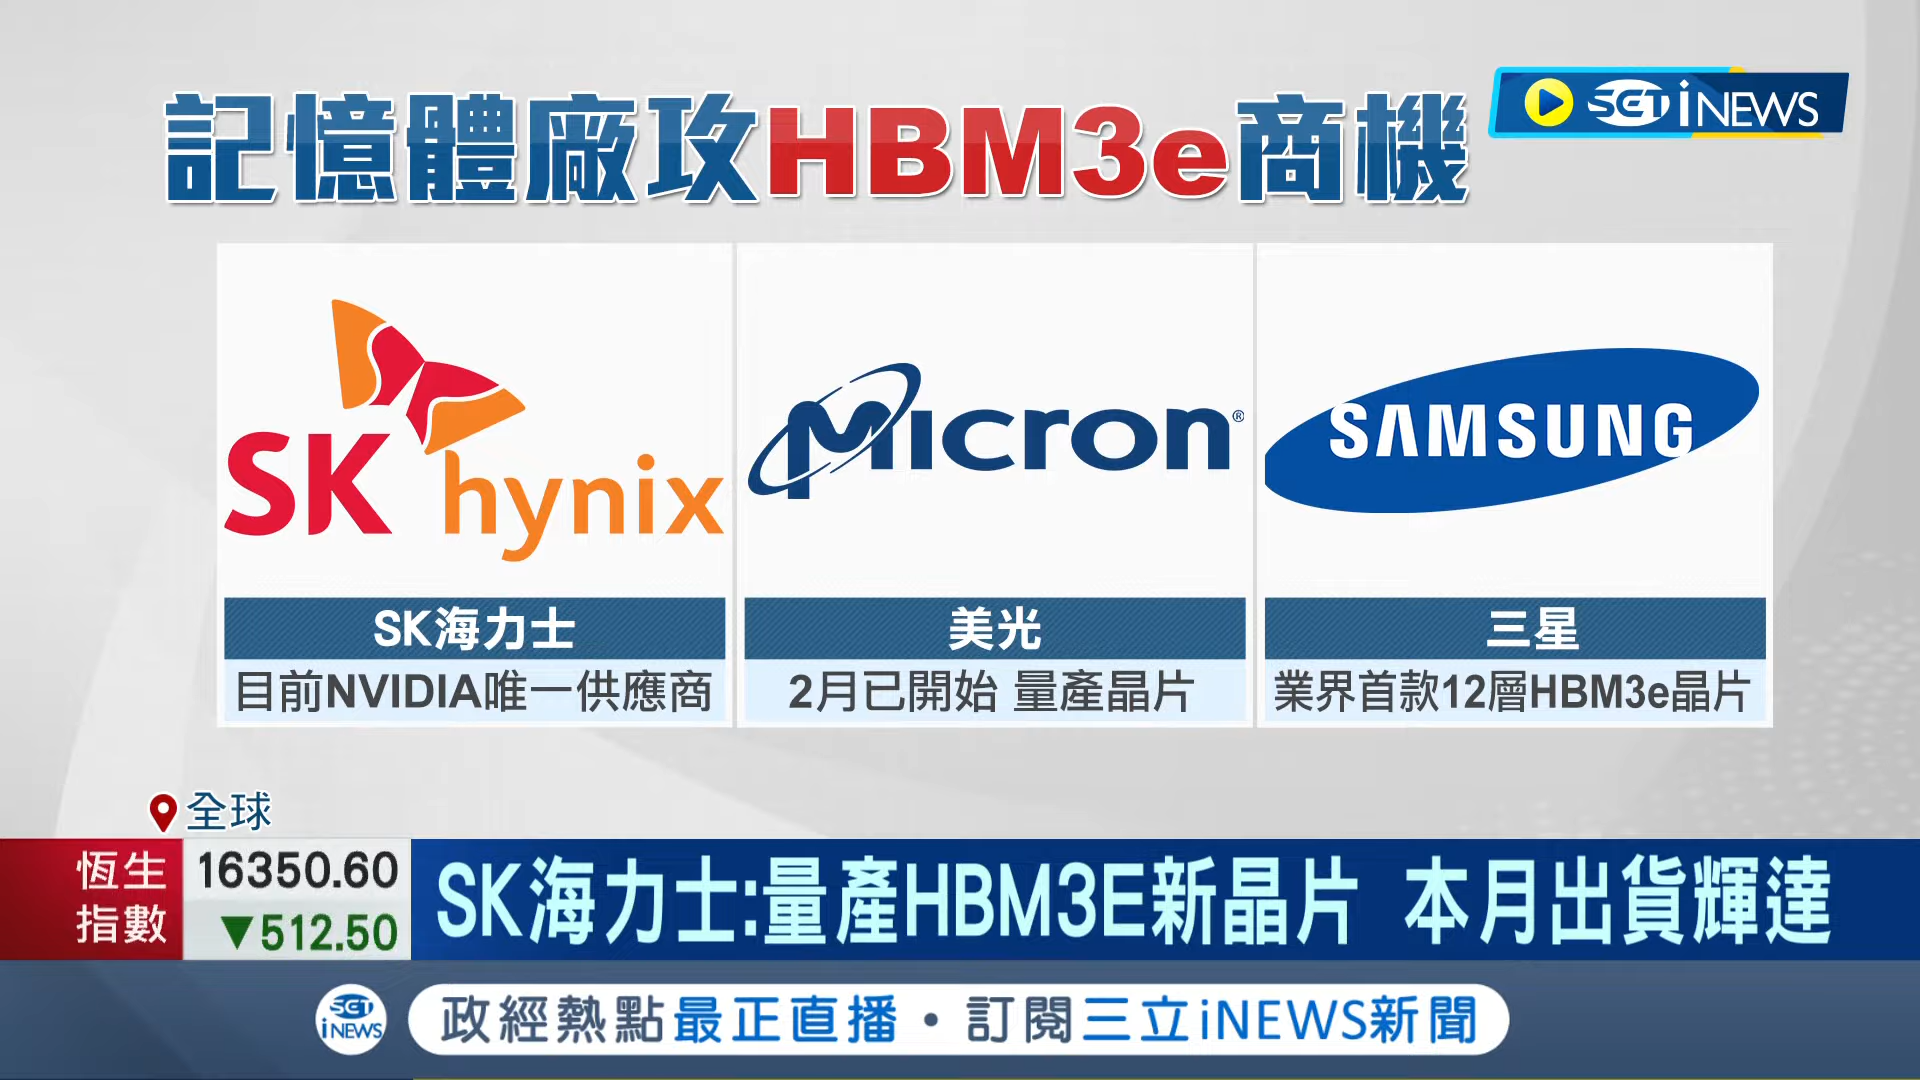 記憶體廠攻HBM3e商機
SET iNEWS
SK hynix
Micron®
SAMSUNG
SK海力士
美光
三星
目前NVIDIA唯一供應商
2月已開始 量產晶片
業界首款12層HBM3e晶片
全球
恆生
指數
16350.60
▼512.50
SK海力士:量產HBM3E新晶片 本月出貨輝達
SET iNEWS
政經熱點最正直播·訂閱三立iNEWS新聞